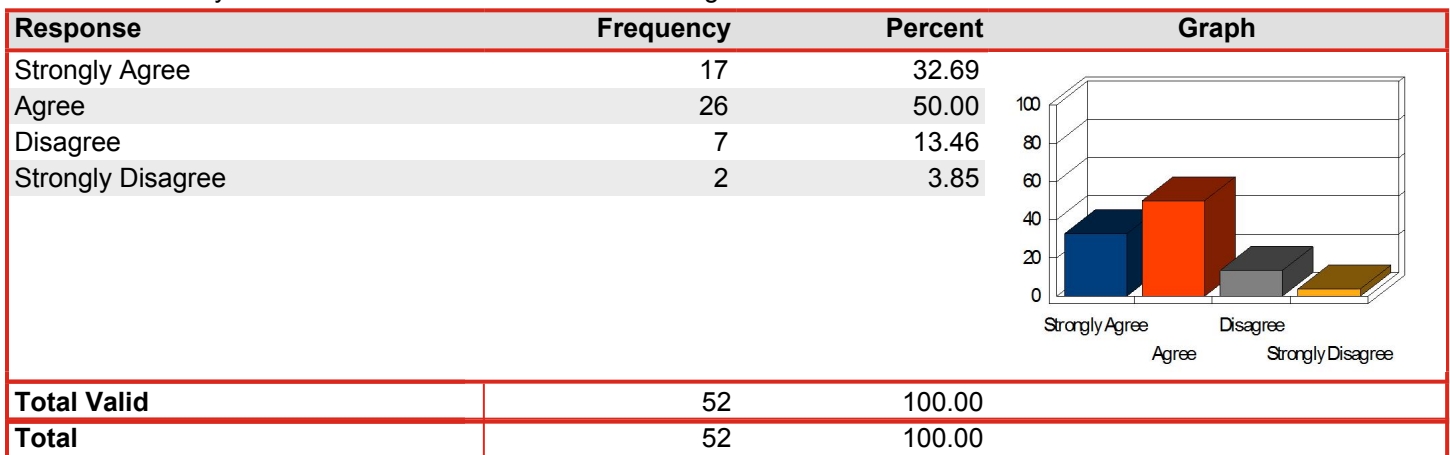 Response Frequency Percent Graph
Strongly Agree 17 32.69
Agree 26 50.00
Disagree 7 13.46
Strongly Disagree 2 3.85
100
80
60
40
20
0
Strongly Agree Disagree
Agree Strongly Disagree
Total Valid 52 100.00
Total 52 100.00